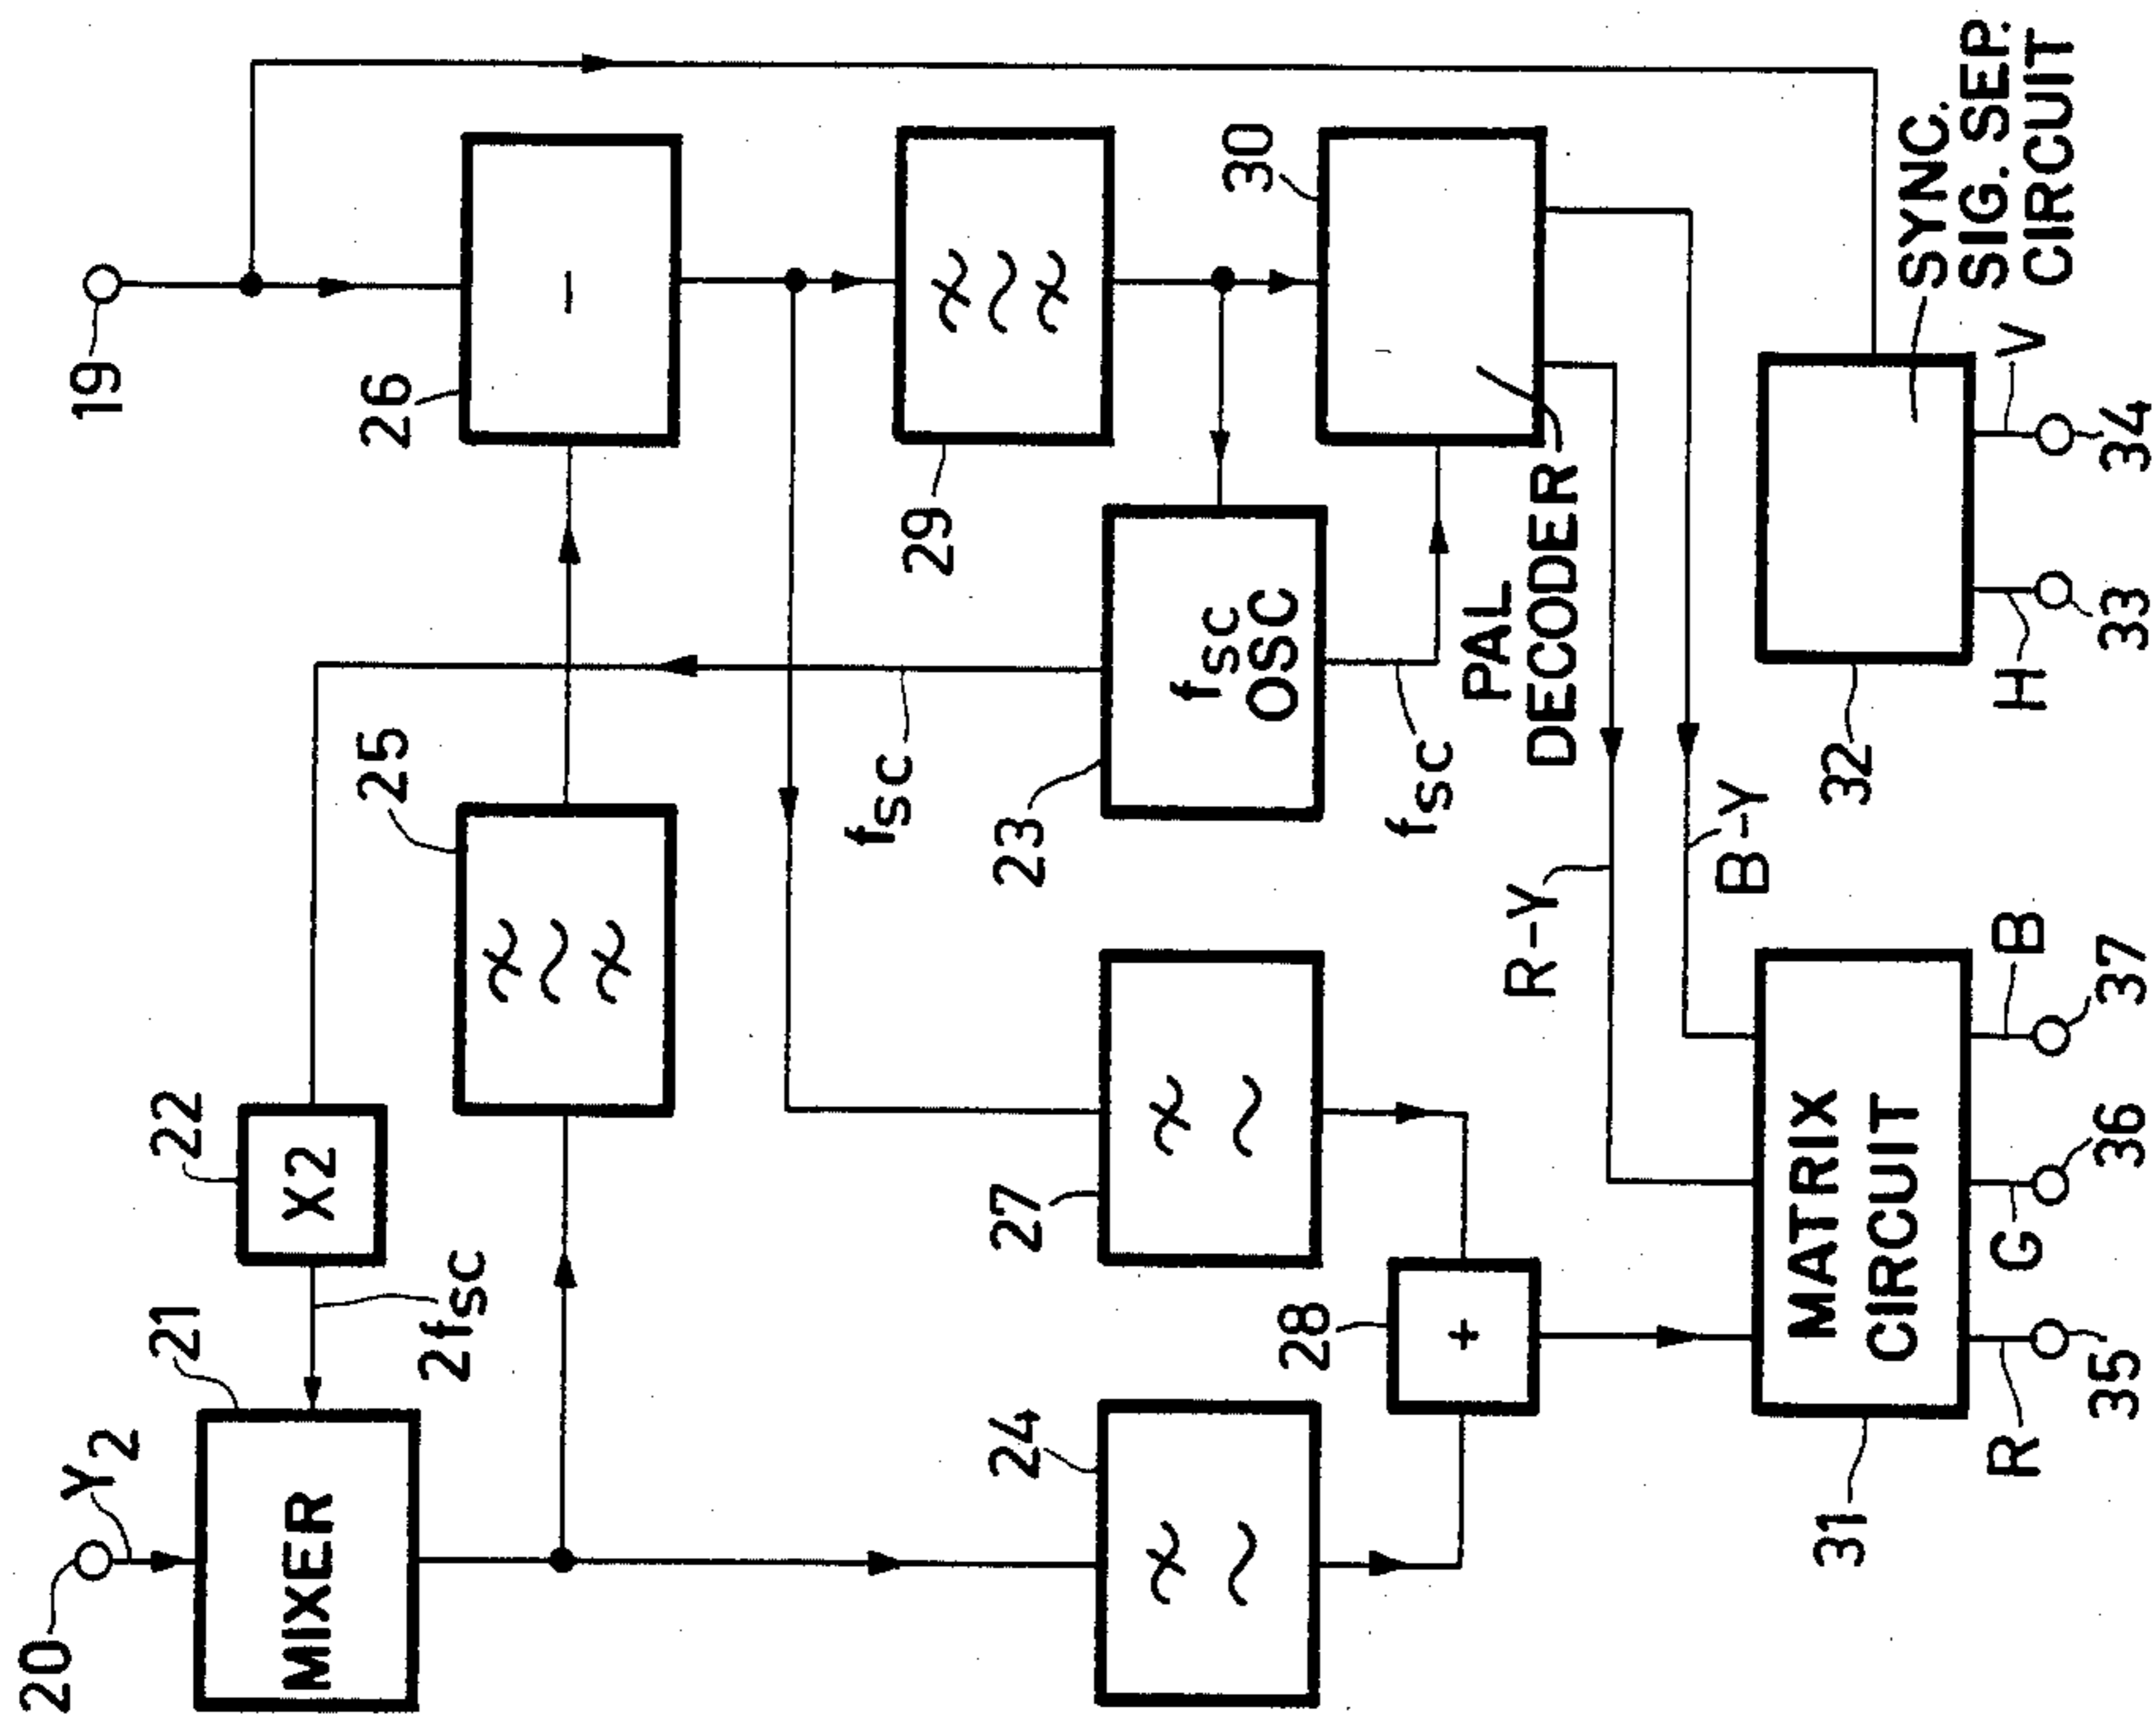 20
Y2
21
MIXER
2fsc
22
X2
25
26
19
24
28
+
27
23
fsc
OSC
fsc
fsc
29
−
30
PAL
DECODER
R-Y
B-Y
31
MATRIX
CIRCUIT
R
35
G
36
B
37
32
H
33
V
34
SYNC.
SIG. SEP.
CIRCUIT